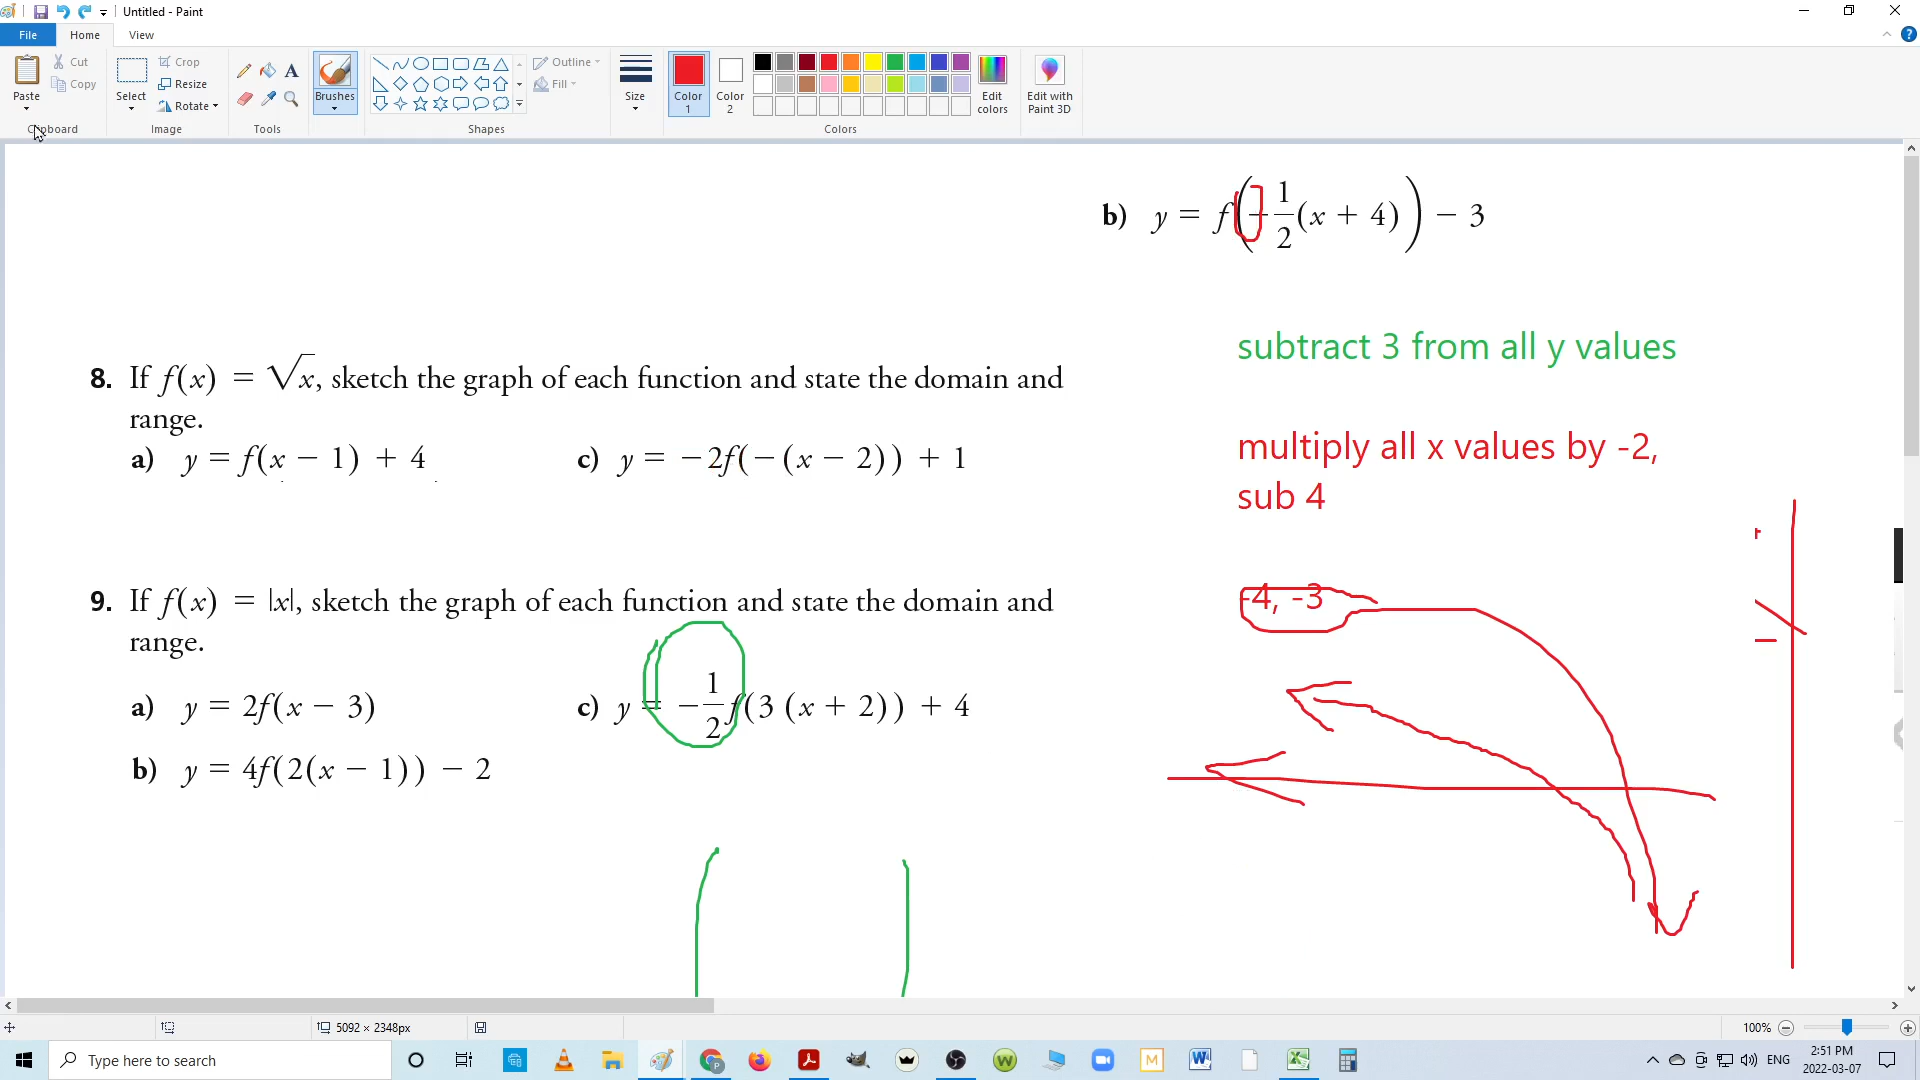 Untitled - Paint
File Home View
Paste Cut Copy Clipboard
Select Crop Resize Rotate Image
Tools
Brushes
Shapes
Outline Fill
Size
Color 1 Color 2 Edit colors Colors
Edit with Paint 3D
b) y = f(-1/2(x + 4)) - 3
subtract 3 from all y values
8. If f(x) = √x, sketch the graph of each function and state the domain and
range.
a) y = f(x − 1) + 4 c) y = −2f(−(x − 2)) + 1
multiply all x values by -2,
sub 4
-4, -3
9. If f(x) = |x|, sketch the graph of each function and state the domain and
range.
a) y = 2f(x − 3) c) y = −1/2f(3 (x + 2)) + 4
b) y = 4f(2(x − 1)) − 2
5092 × 2348px 100%
Type here to search
ENG 2:51 PM
2022-03-07